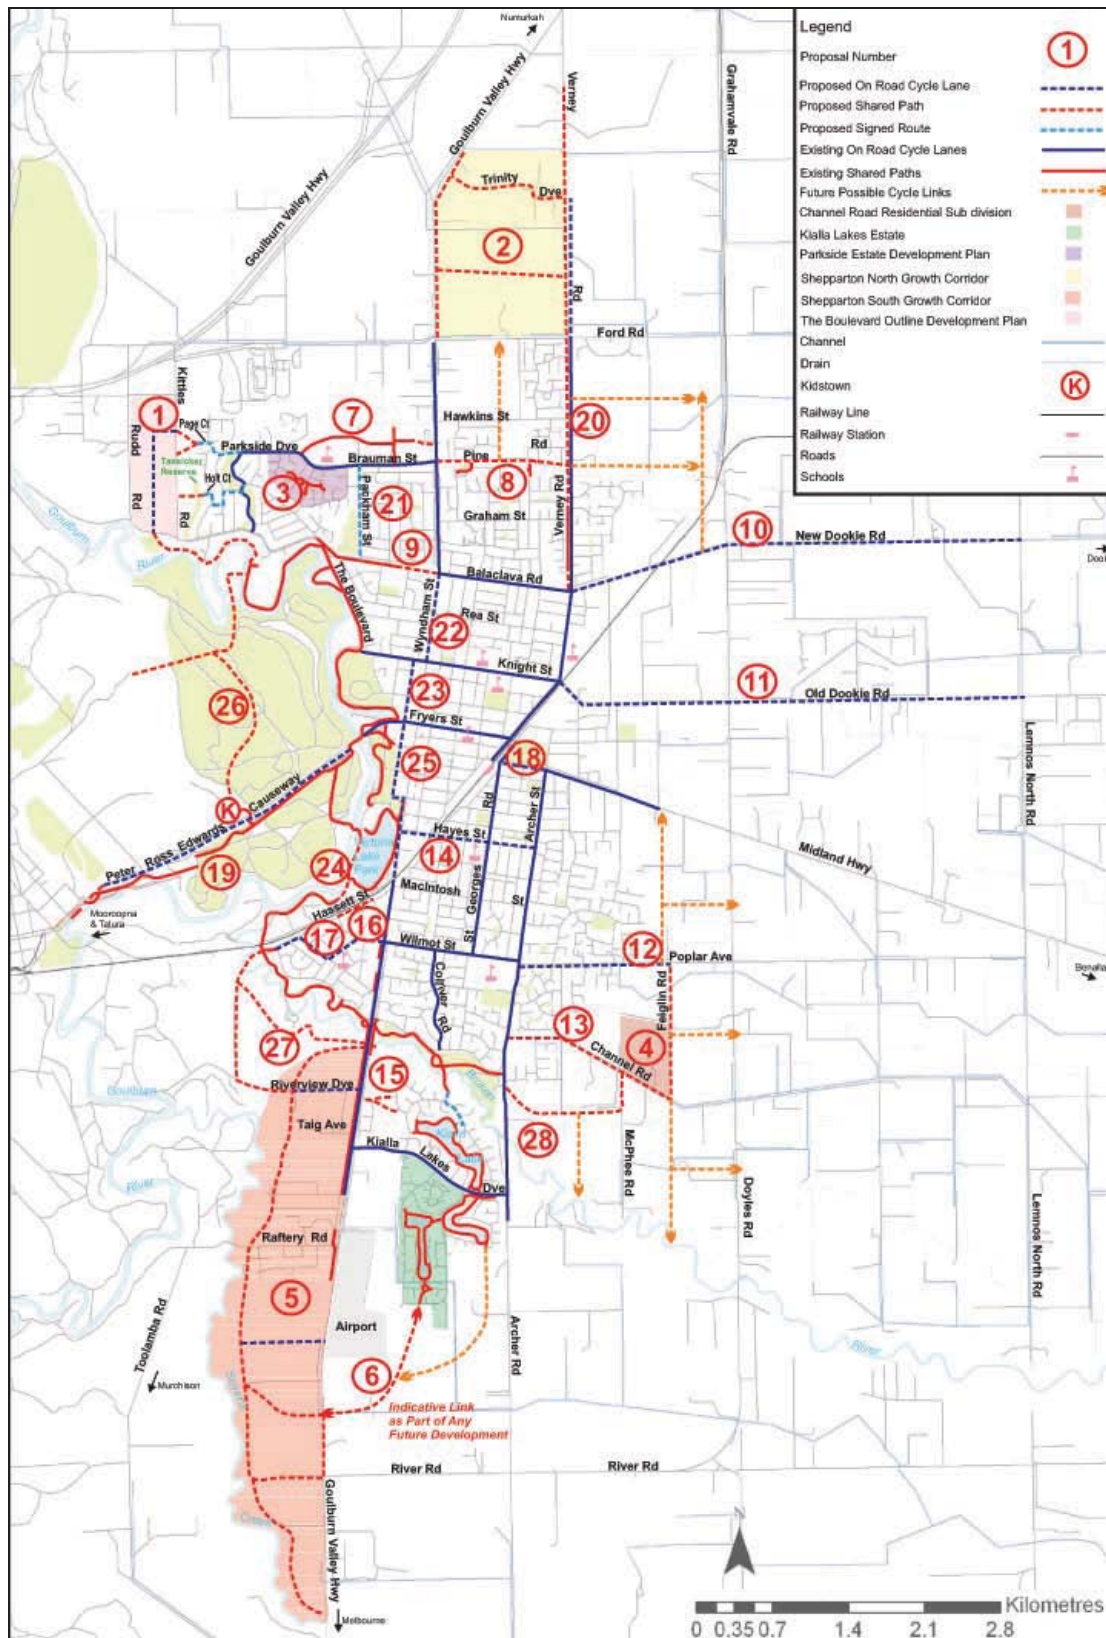 Numurkah
Goulburn Valley Hwy
Verney
Grahamvale Rd
Legend
Proposal Number
1
Proposed On Road Cycle Lane
Proposed Shared Path
Proposed Signed Route
Existing On Road Cycle Lanes
Existing Shared Paths
Future Possible Cycle Links
Channel Road Residential Sub division
Kialla Lakes Estate
Parkside Estate Development Plan
Shepparton North Growth Corridor
Shepparton South Growth Corridor
The Boulevard Outline Development Plan
Channel
Drain
Kidstown
K
Railway Line
Railway Station
Roads
Schools
Goulburn Valley Hwy
Trinity
Dve
2
Rd
Ford Rd
Kittles
1
Page Ct
Rudd
7
Hawkins St
20
Parkside Dve
Brauman St
Rd
Pine
Reserve
Holt Ct
3
8
Packham St
21
Rd
Rd
Graham St
Verney Rd
10
New Dookie Rd
Goulburn
River
9
The Boulevard
Balaclava Rd
Wyndham St
Rea St
22
Knight St
23
11
Old Dookie Rd
26
Fryers St
25
18
Lemnos North Rd
K
Peter Ross Edwards Causeway
Rd
Archer St
Hayes St
14
Midland Hwy
19
24
Lake
Park
MacIntosh
Georges
St
Hassett St
Mooroopna
& Tatura
16
17
Wilmot St
St
12
Poplar Ave
Benalla
Colliver Rd
Feiglin Rd
13
Channel Rd
4
27
Riverview Dve
15
Goulburn
Taig Ave
Kialla
Lakes
Dve
28
McPhee Rd
River
Doyles Rd
Lemnos North Rd
Raftery Rd
5
Toolamba Rd
Airport
Archer Rd
River
6
Murchison
Indicative Link
as Part of Any
Future Development
River Rd
River Rd
Goulburn Valley Hwy
Melbourne
Kilometres
0 0.35 0.7 1.4 2.1 2.8